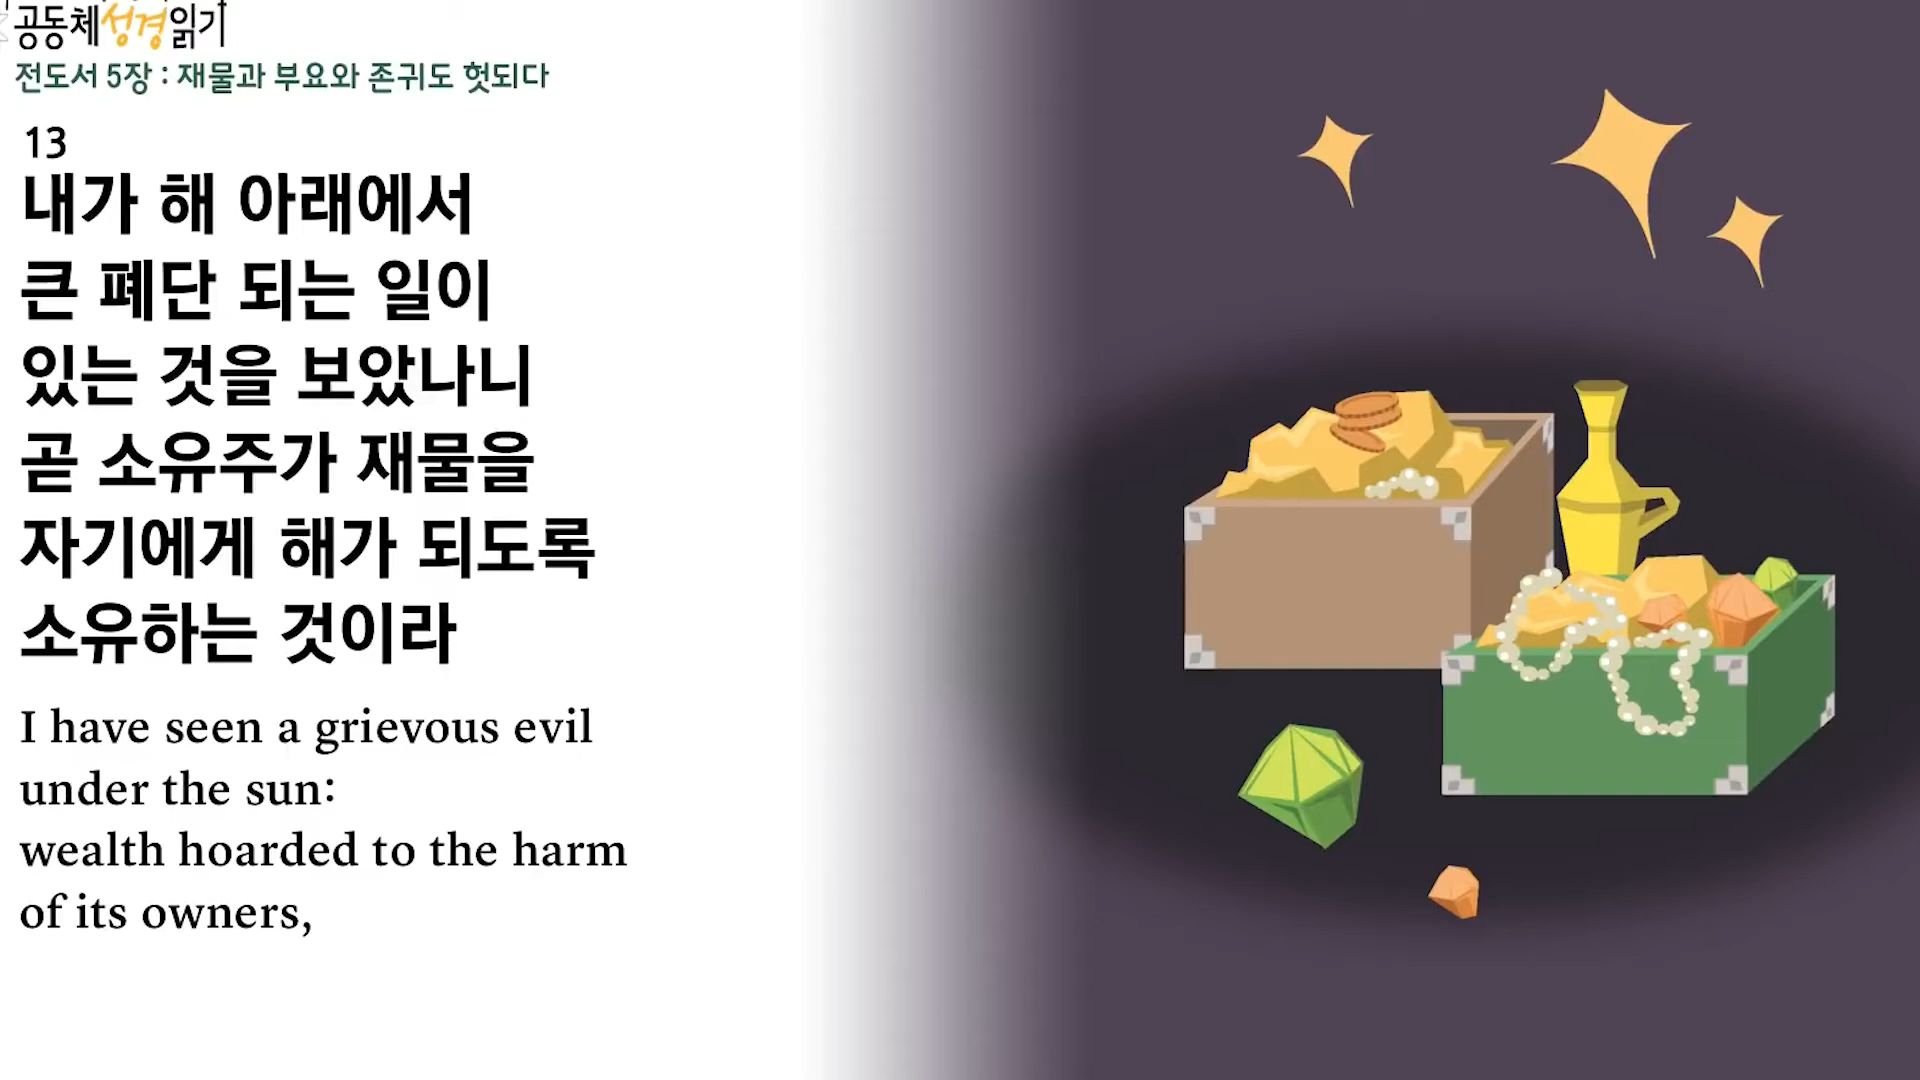 공동체성경읽기
전도서 5장 : 재물과 부요와 존귀도 헛되다
13
내가 해 아래에서
큰 폐단 되는 일이
있는 것을 보았나니
곧 소유주가 재물을
자기에게 해가 되도록
소유하는 것이라
I have seen a grievous evil
under the sun:
wealth hoarded to the harm
of its owners,